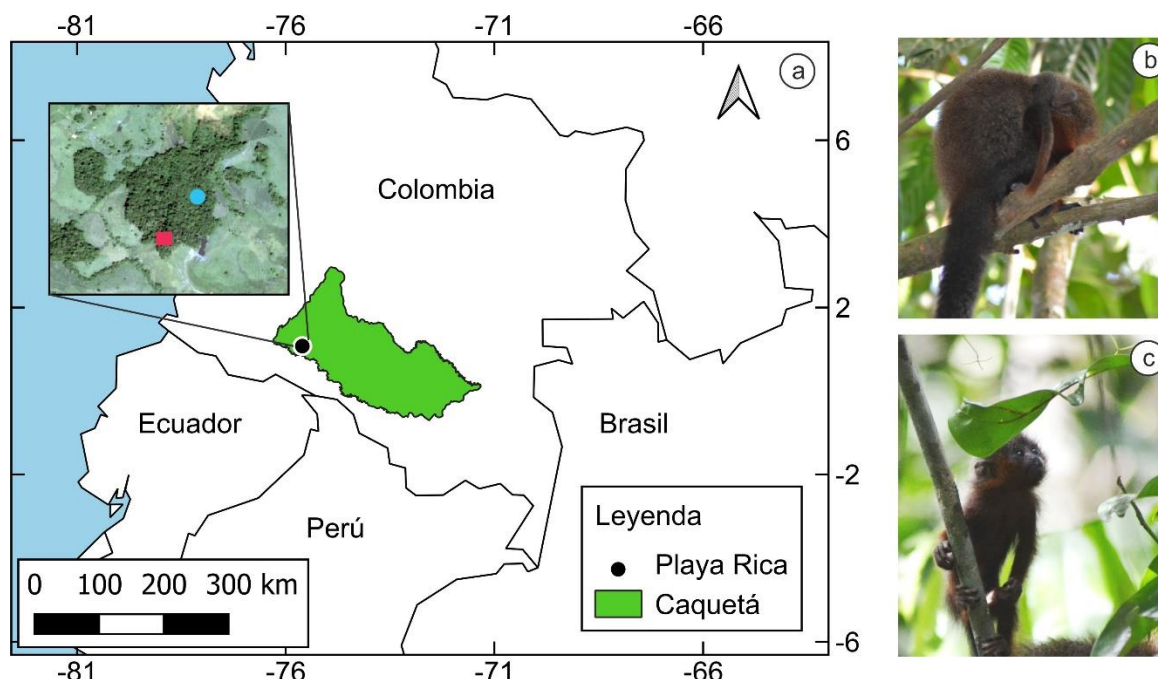 -81 -76 -71 -66
a
b
6
Colombia
2
c
Ecuador
Brasil
-2
Perú
Leyenda
Playa Rica
Caquetá
0 100 200 300 km
-6
-81 -76 -71 -66